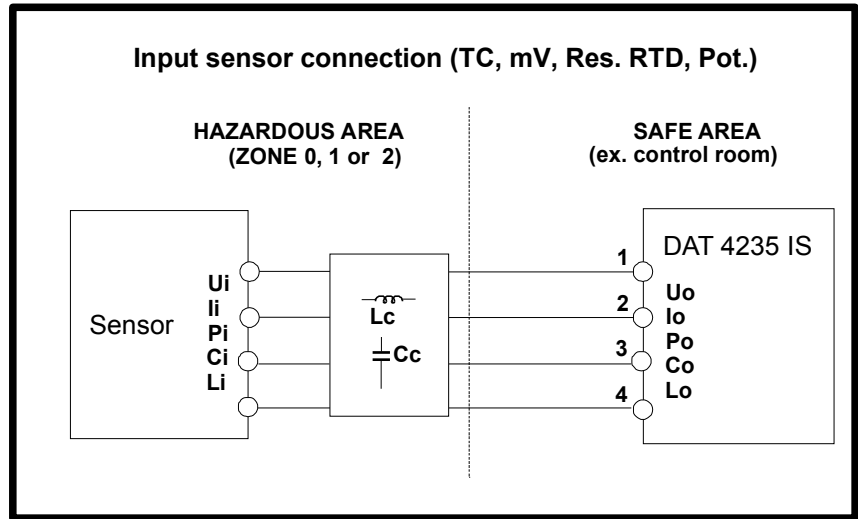 Input sensor connection (TC, mV, Res. RTD, Pot.)
HAZARDOUS AREA
(ZONE 0, 1 or 2)
SAFE AREA
(ex. control room)
Sensor
Ui
Ii
Pi
Ci
Li
Lc
Cc
1
2
3
4
DAT 4235 IS
Uo
Io
Po
Co
Lo